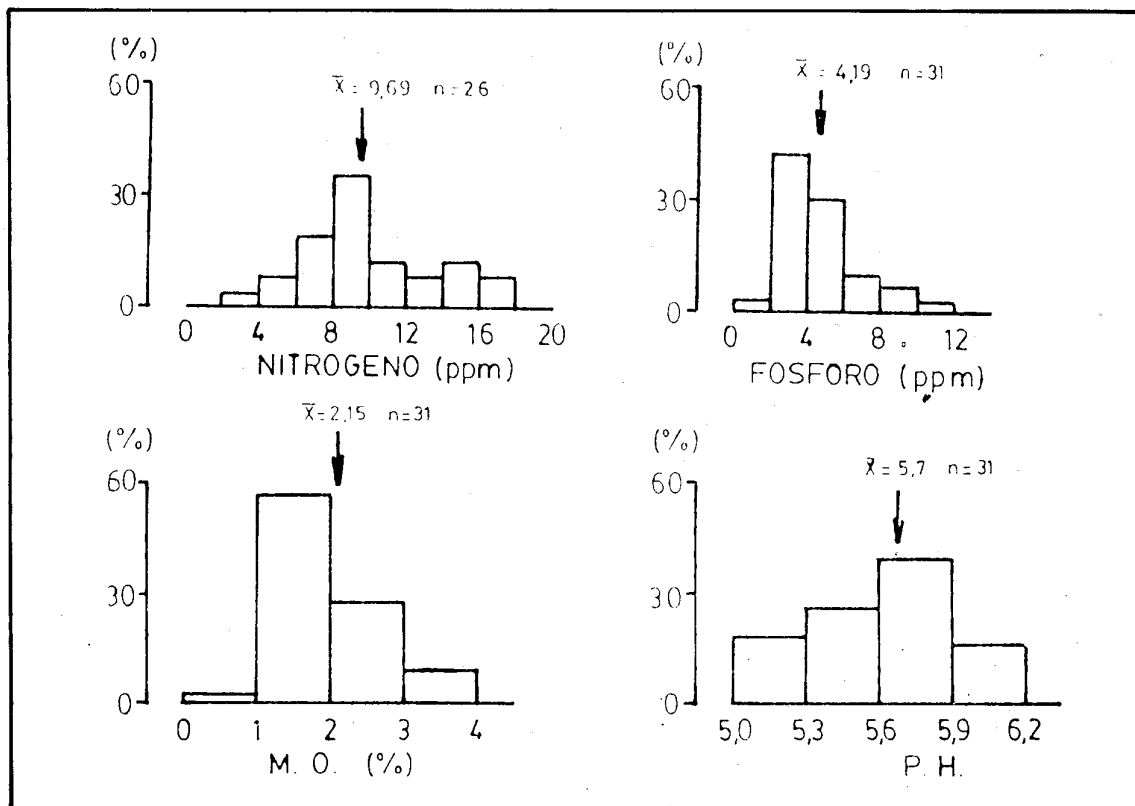 (%)
60
30
0
X̄ = 9,69 n=26
0 4 8 12 16 20
NITROGENO (ppm)
(%)
60
30
0
X̄ = 4,19 n=31
0 4 8 12
FOSFORO (ppm)
(%)
60
30
0
X̄=2,15 n=31
0 1 2 3 4
M. O. (%)
(%)
60
30
0
X̄ = 5,7 n=31
5,0 5,3 5,6 5,9 6,2
P. H.